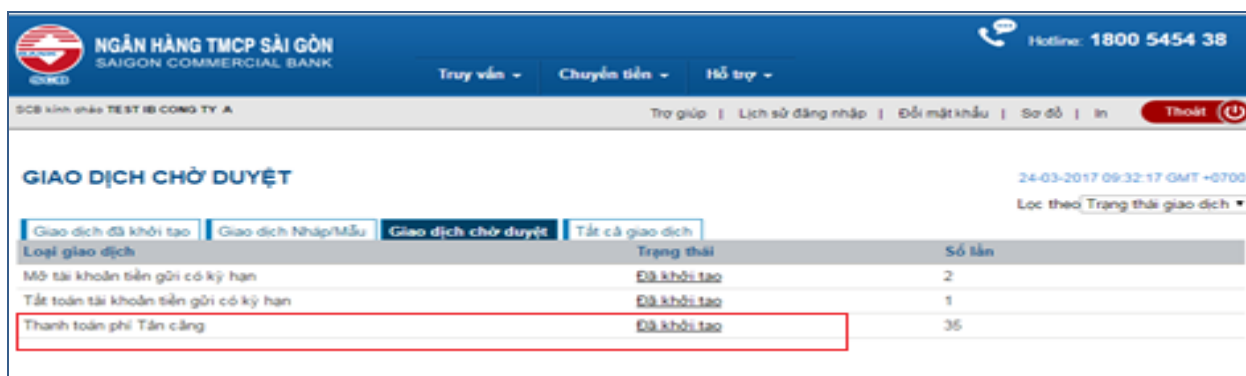 NGÂN HÀNG TMCP SÀI GÒN
SAIGON COMMERCIAL BANK
Hotline: 1800 5454 38
Truy vấn Chuyển tiền Hỗ trợ
SCB kính chào TEST IB CONG TY A
Trợ giúp | Lịch sử đăng nhập | Đổi mật khẩu | Sơ đồ | In Thoát
GIAO DỊCH CHỜ DUYỆT
24-03-2017 09:32:17 GMT +0700
Lọc theo Trạng thái giao dịch
Giao dịch đã khởi tạo Giao dịch Nháp/Mẫu Giao dịch chờ duyệt Tất cả giao dịch
Loại giao dịch Trạng thái Số lần
Mở tài khoản tiền gửi có kỳ hạn Đã khởi tạo 2
Tất toán tài khoản tiền gửi có kỳ hạn Đã khởi tạo 1
Thanh toán phí Tân cảng Đã khởi tạo 35